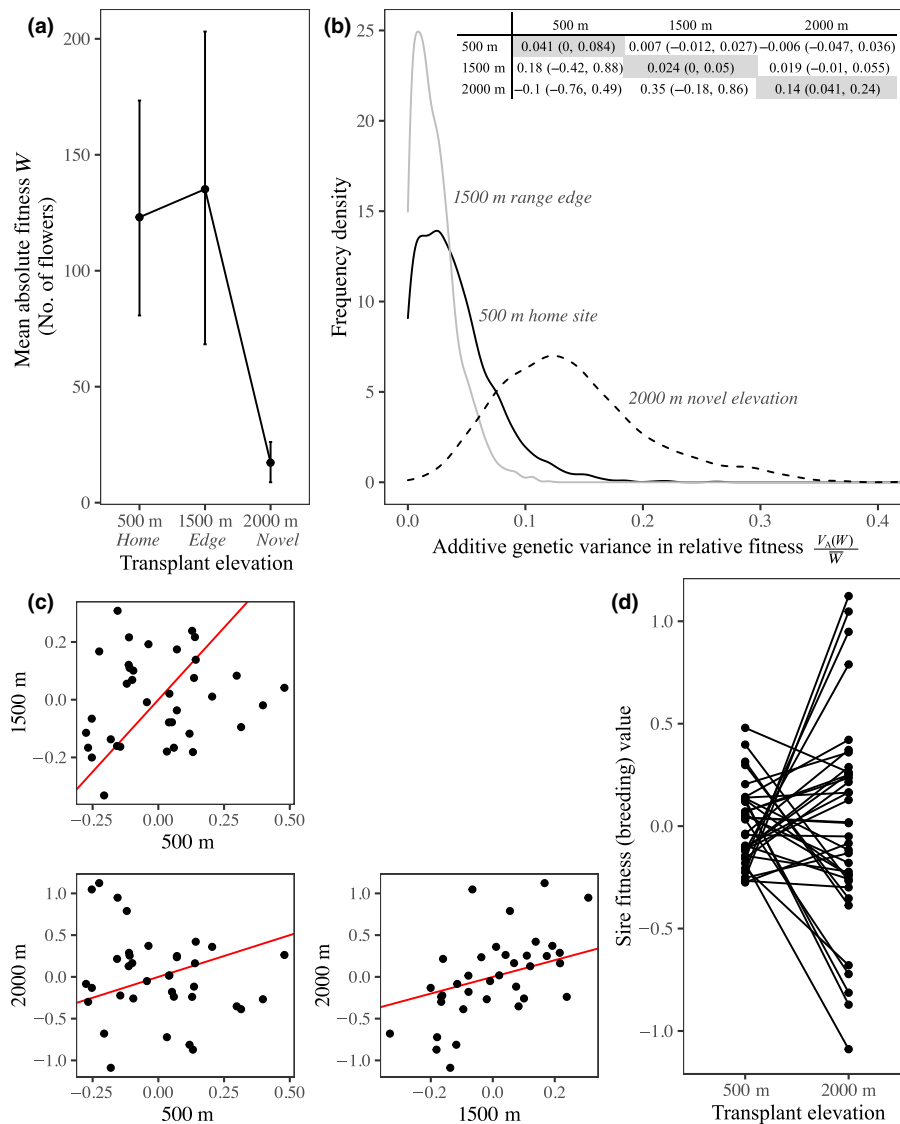 (a)
200
150
100
50
0
Mean absolute fitness W
(No. of flowers)
500 m 1500 m 2000 m
Home Edge Novel
Transplant elevation
(b)
500 m 1500 m 2000 m
500 m 0.041 (0, 0.084) 0.007 (−0.012, 0.027) −0.006 (−0.047, 0.036)
1500 m 0.18 (−0.42, 0.88) 0.024 (0, 0.05) 0.019 (−0.01, 0.055)
2000 m −0.1 (−0.76, 0.49) 0.35 (−0.18, 0.86) 0.14 (0.041, 0.24)
25
20
15
10
5
0
Frequency density
1500 m range edge
500 m home site
2000 m novel elevation
0.0 0.1 0.2 0.3 0.4
Additive genetic variance in relative fitness V_A(W) / W̅
(c)
0.2
0.0
−0.2
1500 m
−0.25 0.00 0.25 0.50
500 m
1.0
0.5
0.0
−0.5
−1.0
2000 m
−0.25 0.00 0.25 0.50
500 m
1.0
0.5
0.0
−0.5
−1.0
2000 m
−0.2 0.0 0.2
1500 m
(d)
1.0
0.5
0.0
−0.5
−1.0
Sire fitness (breeding) value
500 m 2000 m
Transplant elevation